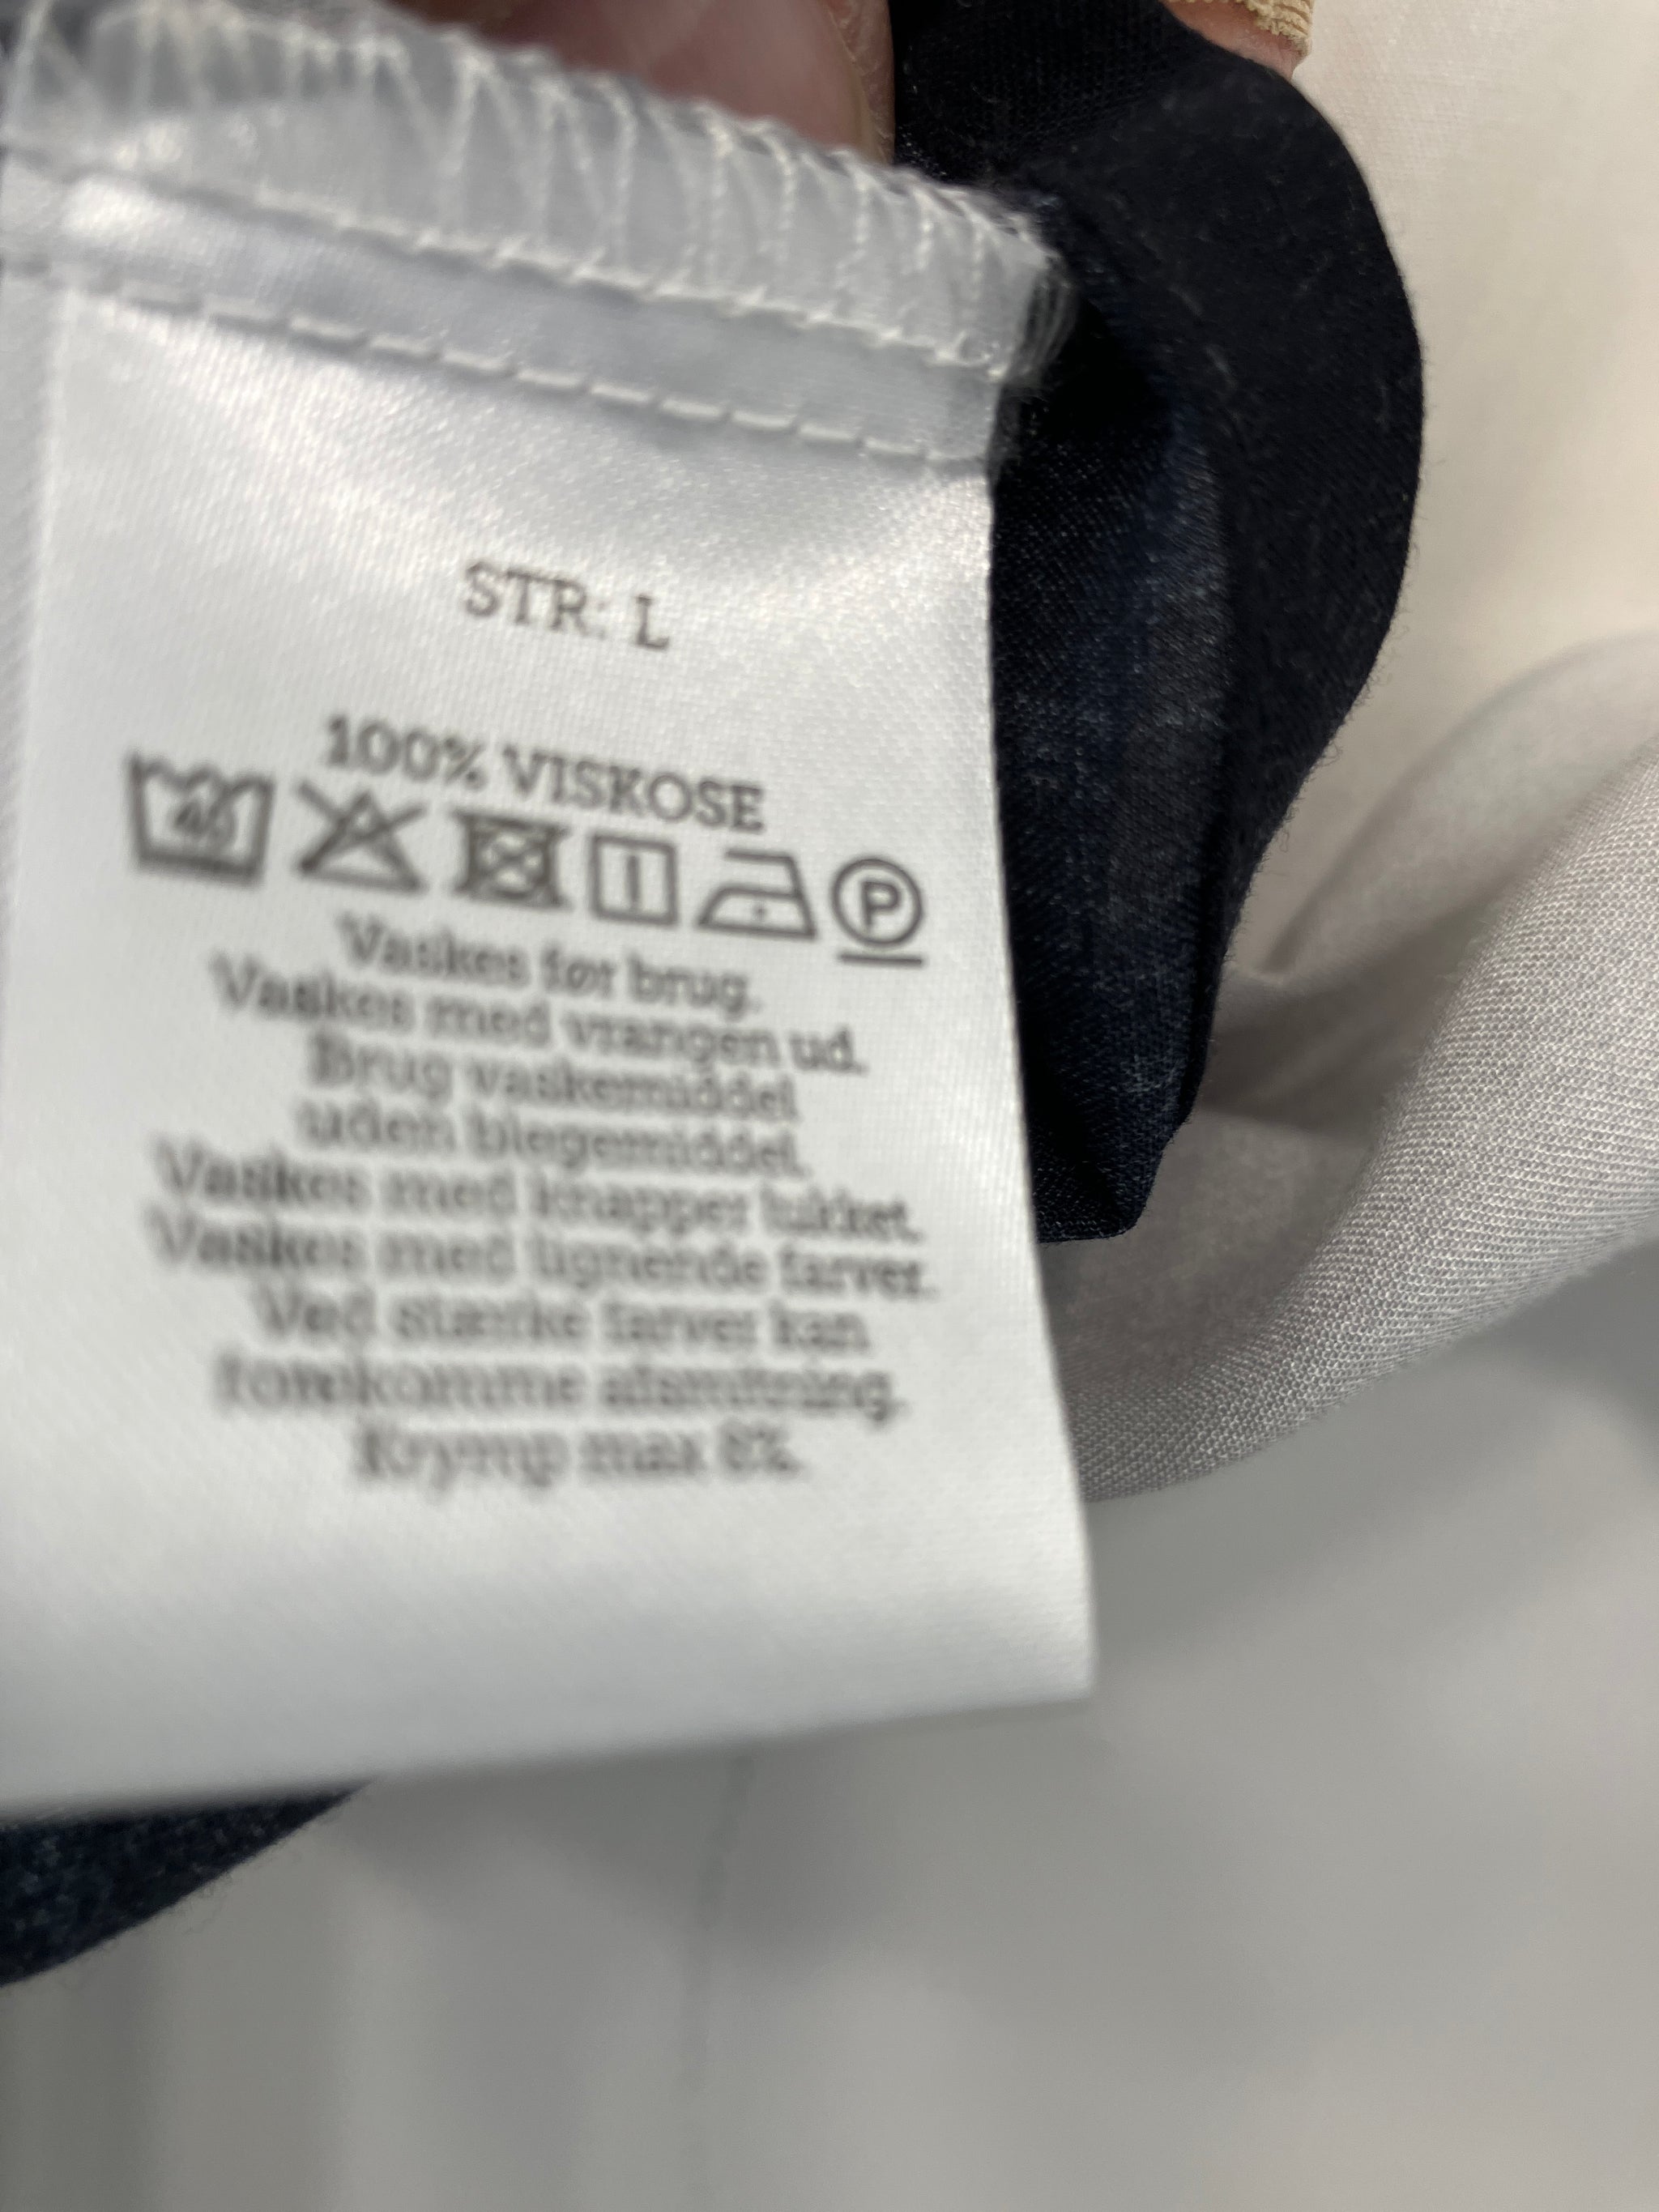 STR: L
100% VISKOSE
40 P
Vaskes før brug.
Vaskes med vrangen ud.
Brug vaskemiddel
uden blegemiddel.
Vaskes med knapper lukket.
Vaskes med lignende farver.
Ved stærke farver kan
forekomme afsmitning.
Krymp max 8%.